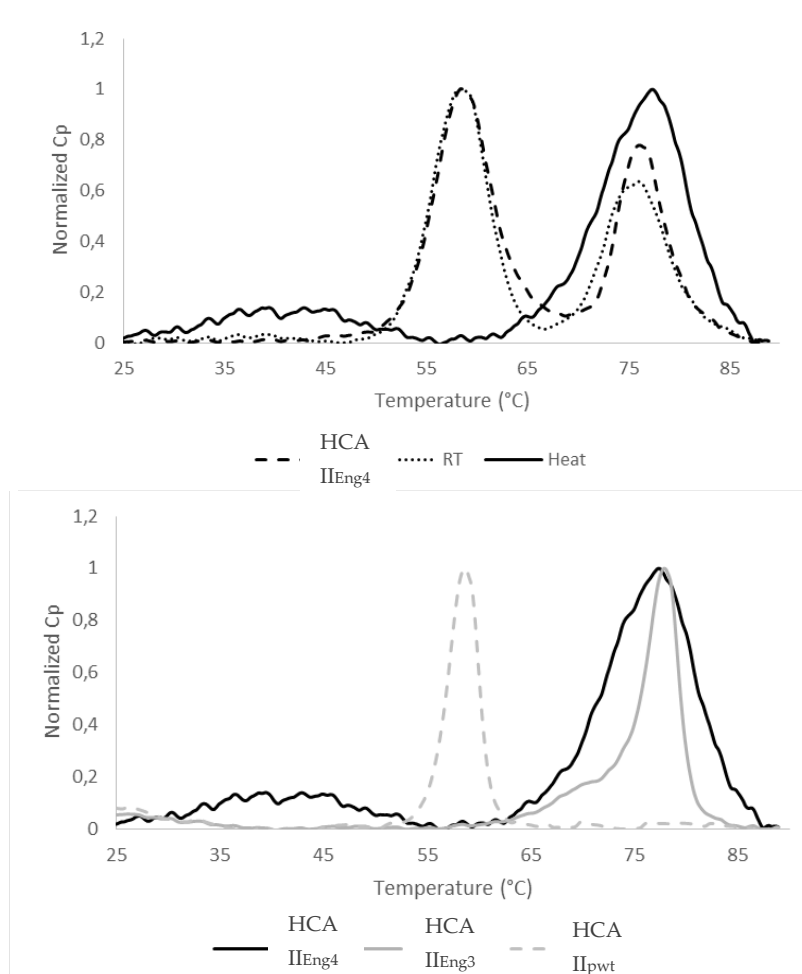 1,2
1
0,8
0,6
0,4
0,2
0
Normalized Cp
25 35 45 55 65 75 85
Temperature (°C)
HCA
IIEng4
RT
Heat
1,2
1
0,8
0,6
0,4
0,2
0
Normalized Cp
25 35 45 55 65 75 85
Temperature (°C)
HCA
IIEng4
HCA
IIEng3
HCA
IIpwt